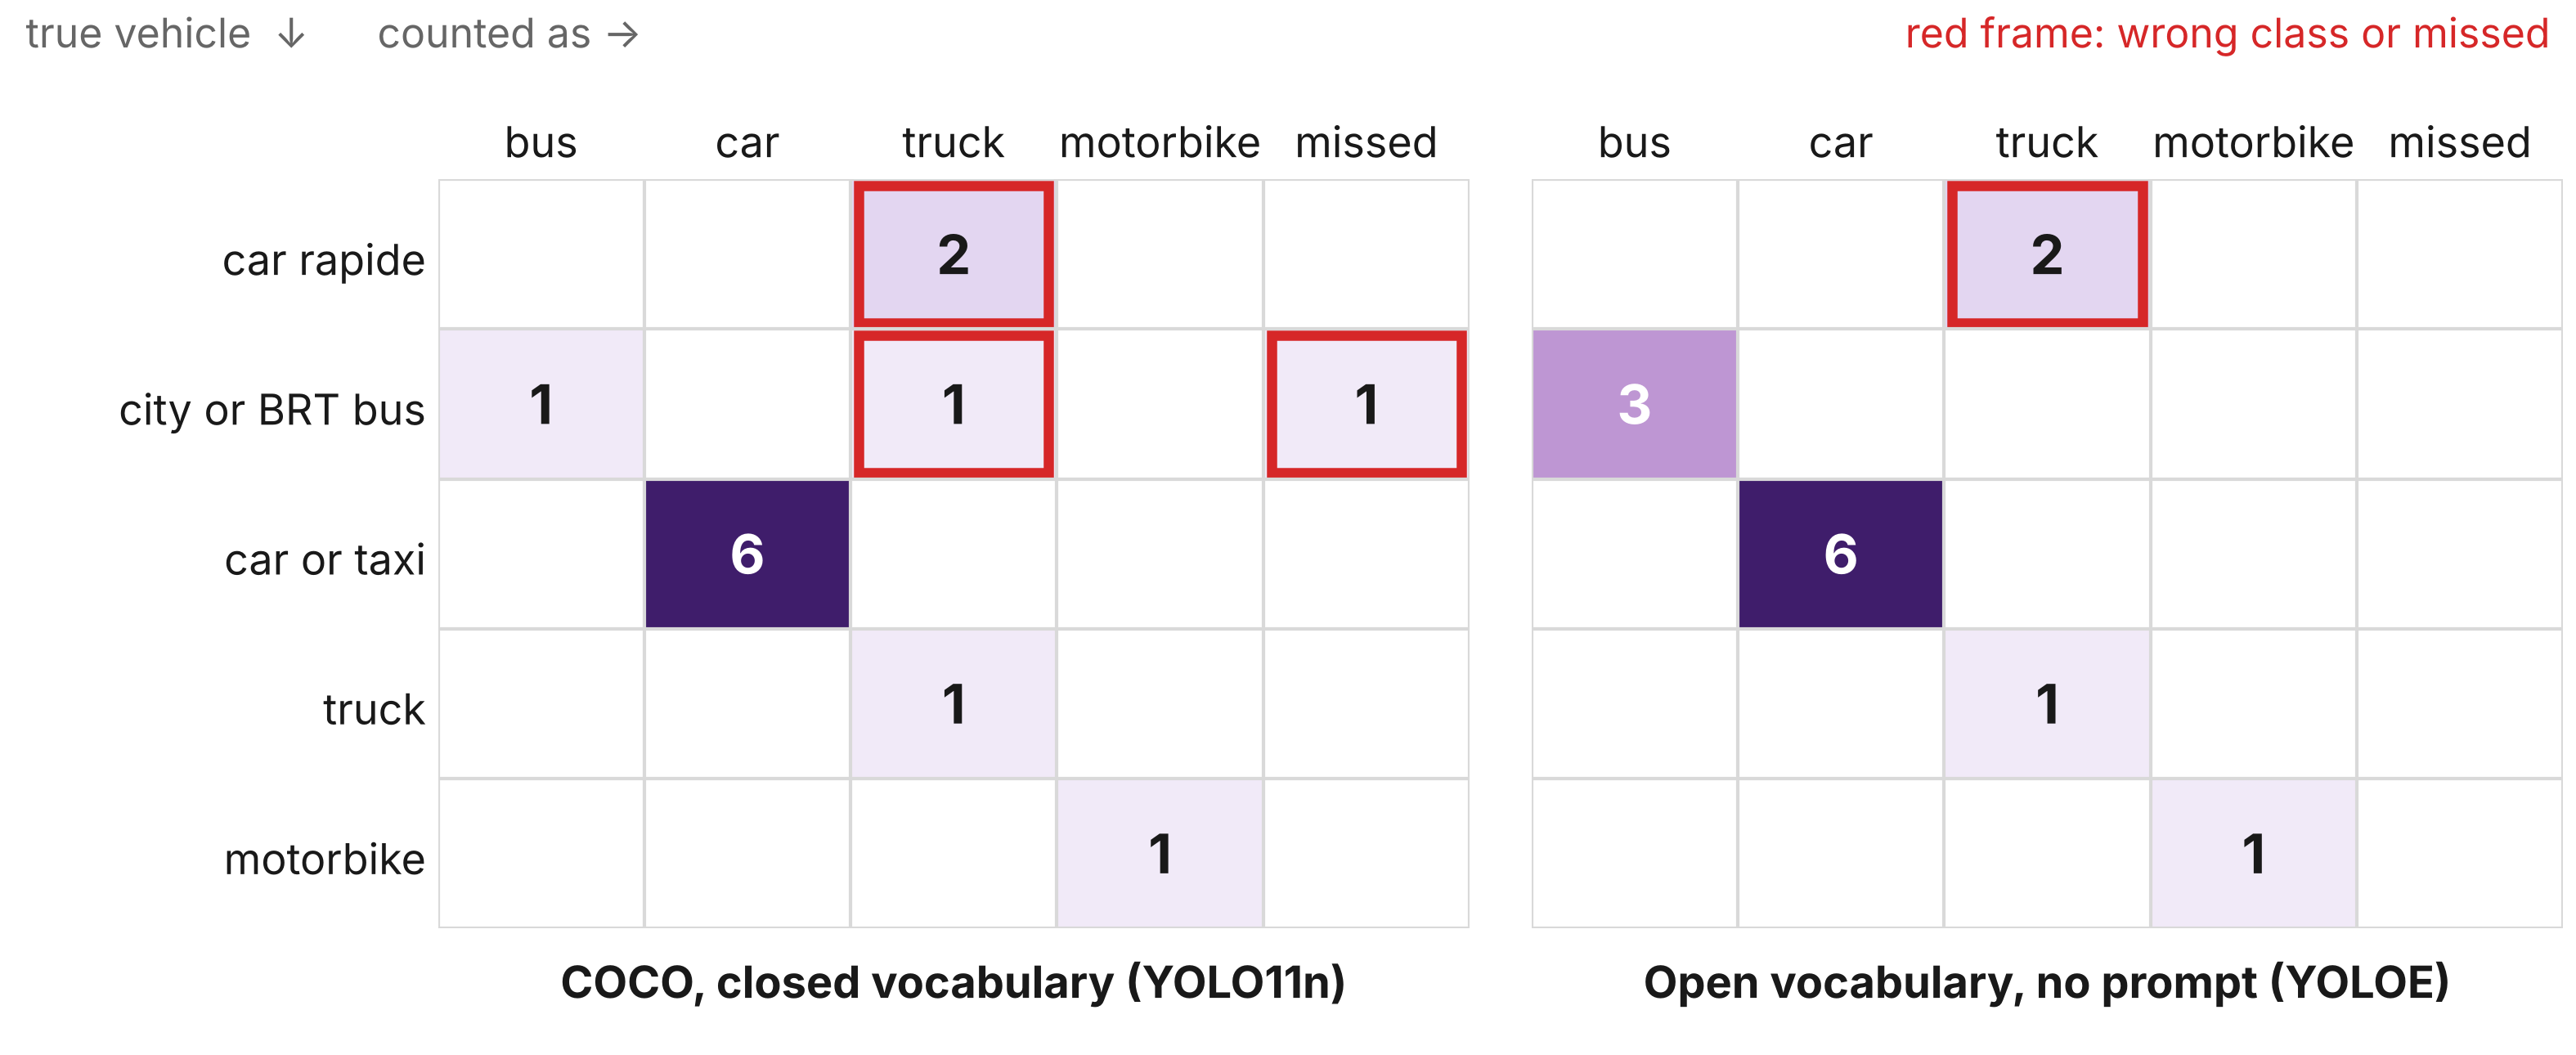 true vehicle ↓ counted as → red frame: wrong class or missed
bus car truck motorbike missed bus car truck motorbike missed
car rapide 2 2
city or BRT bus 1 1 1 3
car or taxi 6 6
truck 1 1
motorbike 1 1
COCO, closed vocabulary (YOLO11n) Open vocabulary, no prompt (YOLOE)